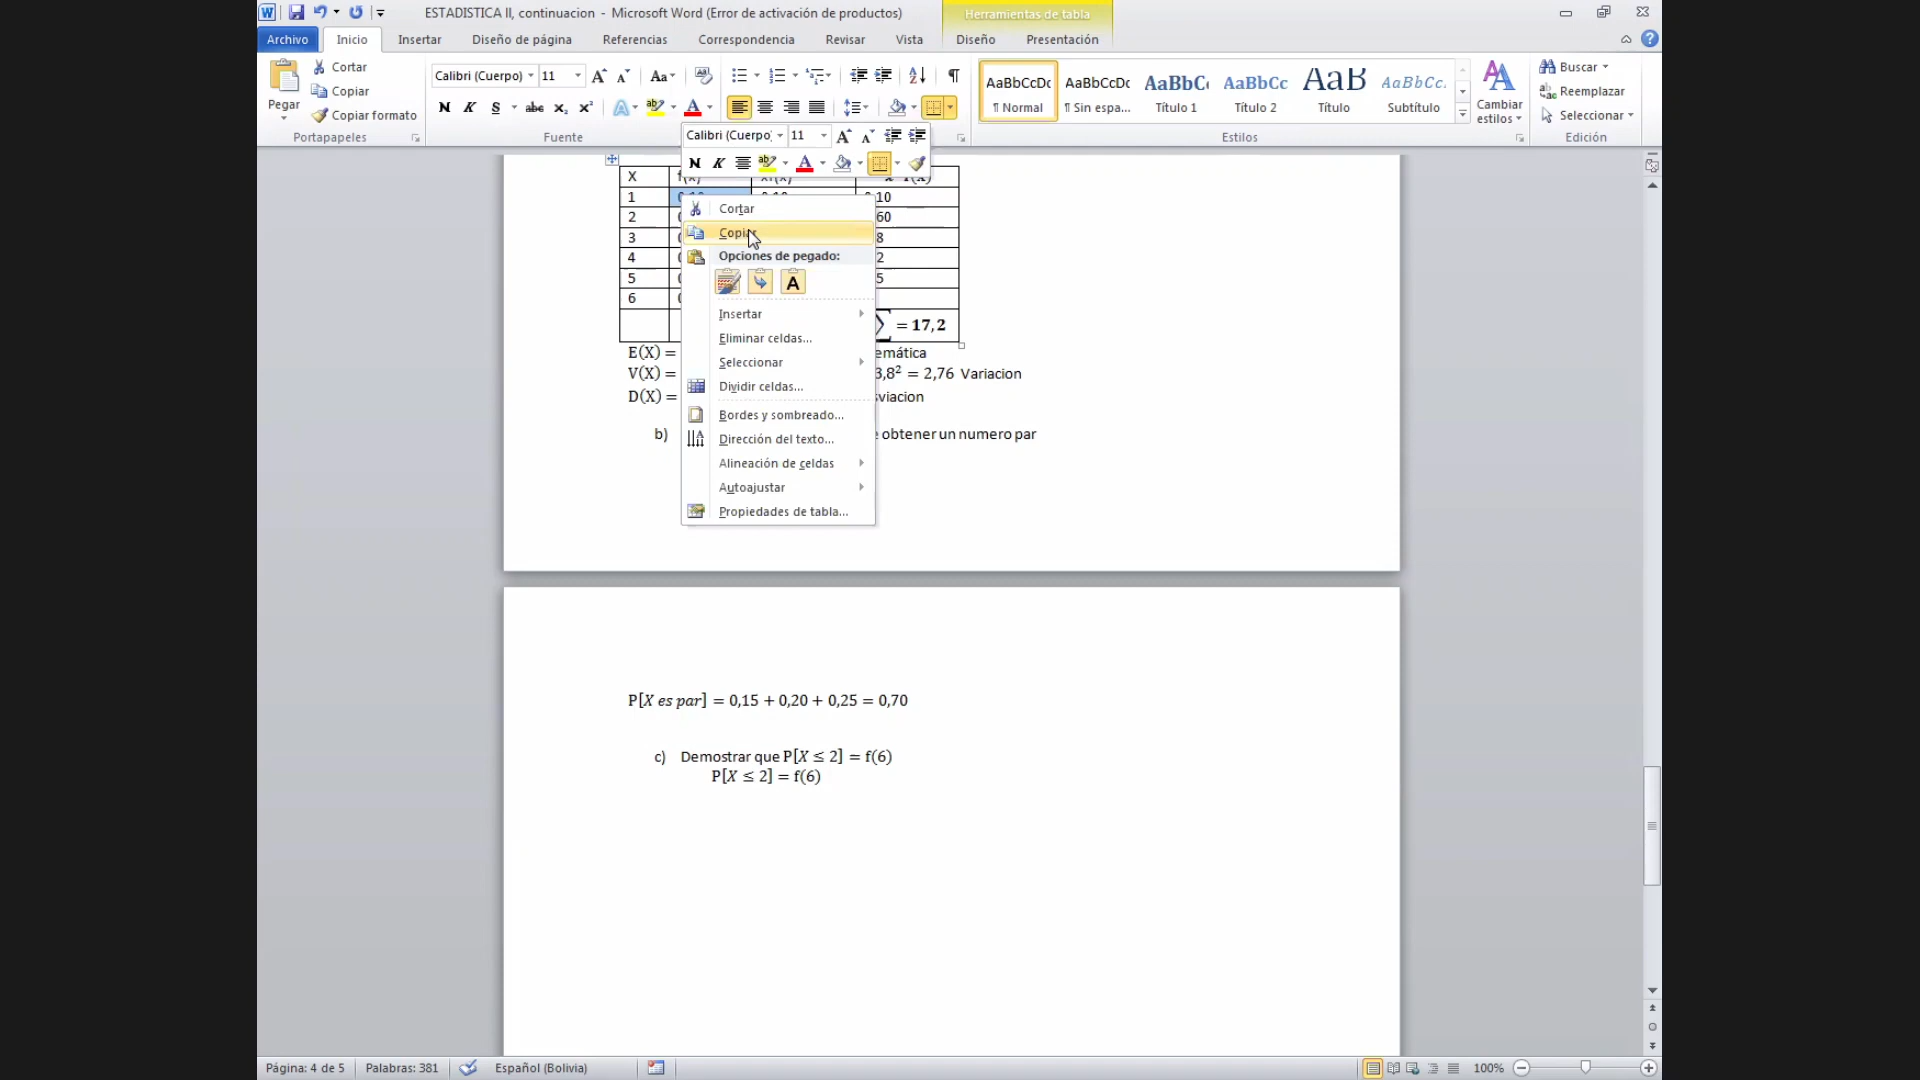 ESTADISTICA II, continuacion - Microsoft Word (Error de activación de productos)
Herramientas de tabla
Archivo Inicio Insertar Diseño de página Referencias Correspondencia Revisar Vista Diseño Presentación
Pegar
Cortar
Copiar
Copiar formato
Portapapeles
Calibri (Cuerpo) 11
Fuente
AaBbCcDc AaBbCcDc AaBbC AaBbCc AaB AaBbCc.
¶ Normal ¶ Sin espa... Título 1 Título 2 Título Subtítulo
Estilos
Cambiar estilos
Buscar
Reemplazar
Seleccionar
Edición
Calibri (Cuerpo) 11
N K
X f(x)
1 0,10
2 60
3 8
4 2
5 5
6
= 17,2
Cortar
Copiar
Opciones de pegado:
Insertar
Eliminar celdas...
Seleccionar
Dividir celdas...
Bordes y sombreado...
Dirección del texto...
Alineación de celdas
Autoajustar
Propiedades de tabla...
E(X) = emática
V(X) = 3,8² = 2,76 Variacion
D(X) = sviacion
b) obtener un numero par
P[X es par] = 0,15 + 0,20 + 0,25 = 0,70
c) Demostrar que P[X ≤ 2] = f(6)
P[X ≤ 2] = f(6)
Página: 4 de 5 Palabras: 381 Español (Bolivia) 100%